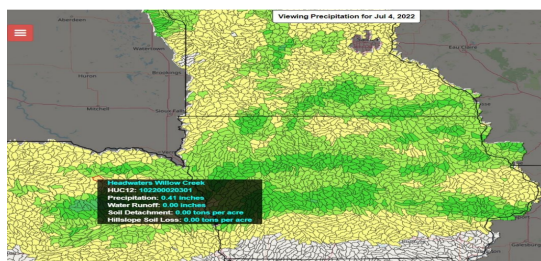 Viewing Precipitation for Jul 4, 2022
Aberdeen
Watertown
Eau Claire
Huron
Brookings
Mitchell
Sioux Falls
Headwaters Willow Creek
HUC12: 102200020301
Precipitation: 0.41 inches
Water Runoff: 0.00 inches
Soil Detachment: 0.00 tons per acre
Hillslope Soil Loss: 0.00 tons per acre
Galesburg